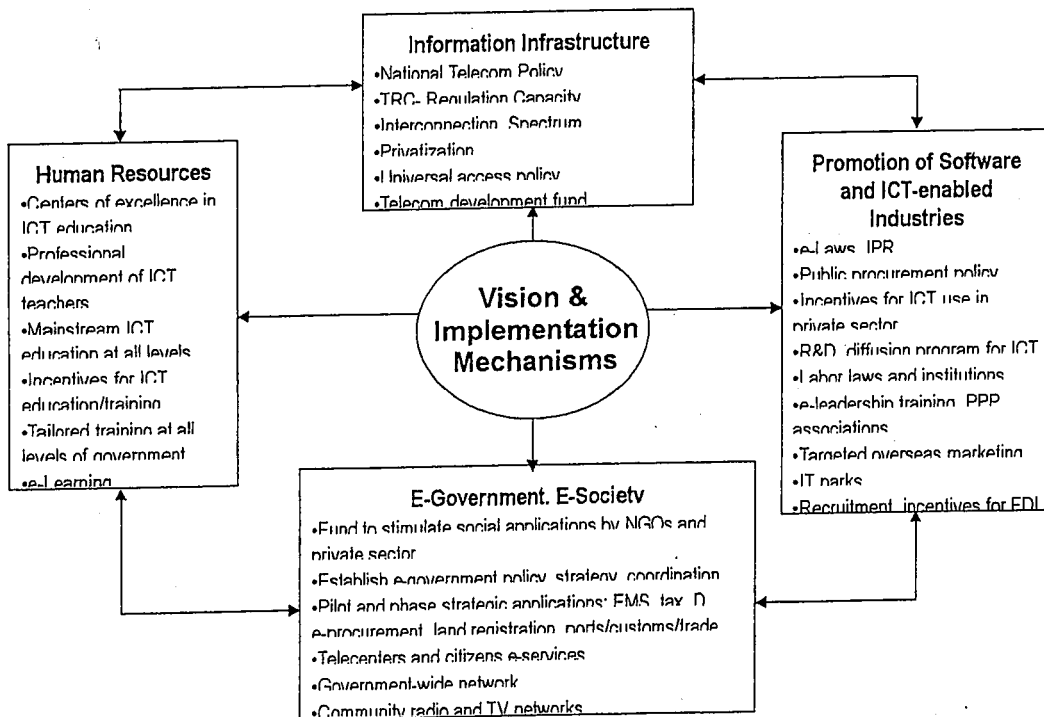 Information Infrastructure
•National Telecom Policy
•TRC- Regulation Capacity
•Interconnection, Spectrum
•Privatization
•Universal access policy
•Telecom development fund
Human Resources
•Centers of excellence in
ICT education
•Professional
development of ICT
teachers
•Mainstream ICT
education at all levels
•Incentives for ICT
education/training
•Tailored training at all
levels of government
•e-Learning
Vision &
Implementation
Mechanisms
Promotion of Software
and ICT-enabled
Industries
•e-Laws, IPR
•Public procurement policy
•Incentives for ICT use in
private sector
•R&D, diffusion program for ICT
•Labor laws and institutions
•e-leadership training, PPP
associations
•Targeted overseas marketing
•IT parks
•Recruitment, incentives for
E-Government, E-Society
•Fund to stimulate social applications by NGOs and
private sector
•Establish e-government policy, strategy, coordination
•Pilot and phase strategic applications: tax,
e-procurement, land registration, ports/customs/trade
•Telecenters and citizens e-services
•Government-wide network
•Community radio and TV networks